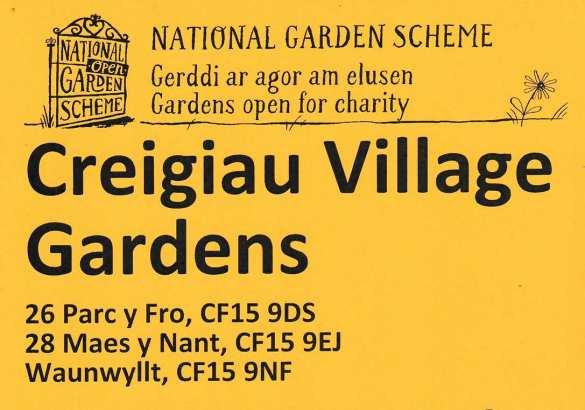 NATIONAL
open
GARDEN
SCHEME
NATIONAL GARDEN SCHEME
Gerddi ar agor am elusen
Gardens open for charity
Creigiau Village
Gardens
26 Parc y Fro, CF15 9DS
28 Maes y Nant, CF15 9EJ
Waunwyllt, CF15 9NF